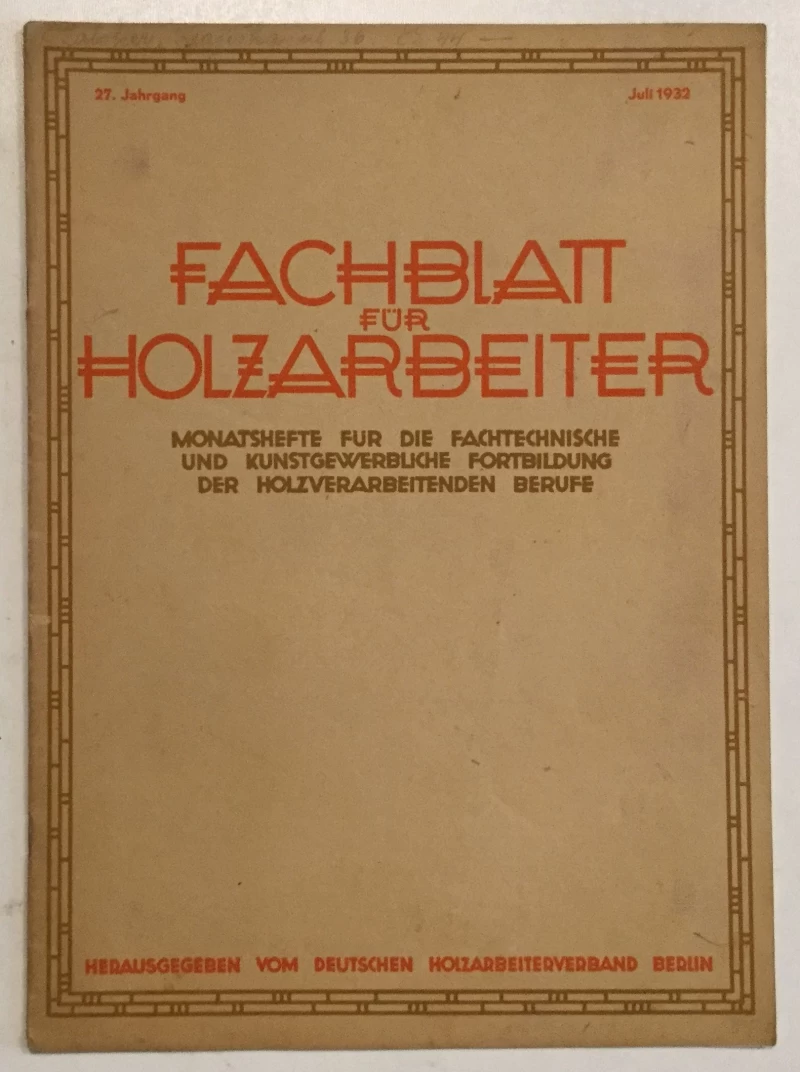 27. Jahrgang
Juli 1932
FACHBLATT
FÜR
HOLZARBEITER
MONATSHEFTE FUR DIE FACHTECHNISCHE
UND KUNSTGEWERBLICHE FORTBILDUNG
DER HOLZVERARBEITENDEN BERUFE
HERAUSGEGEBEN VOM DEUTSCHEN HOLZARBEITERVERBAND BERLIN